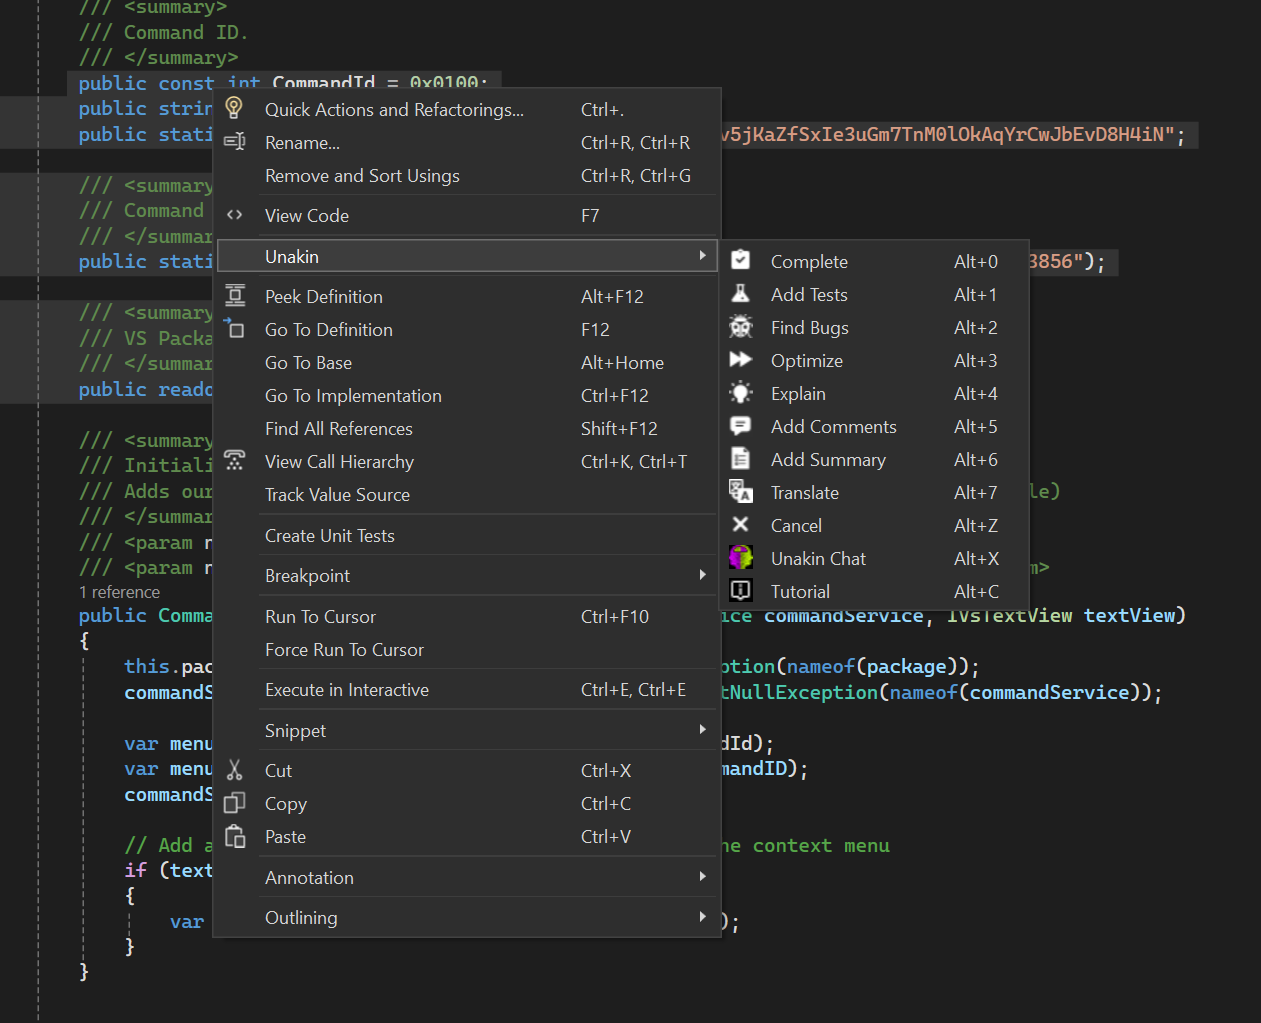 /// <summary>
/// Command ID.
/// </summary>
public const int CommandId = 0x0100;
public strin
public stati v5jKaZfSxIe3uGm7TnM0lOkAqYrCwJbEvD8H4iN";
/// <summary
/// Command
/// </summar
public stati 3856");
/// <summary
/// VS Packa
/// </summar
public reado
/// <summary
/// Initiali
/// Adds our le)
/// </summar
/// <param n
/// <param n m>
1 reference
public Comma ice commandService, IVsTextView textView)
{
this.pac ption(nameof(package));
commandS tNullException(nameof(commandService));
var menu dId);
var menu mandID);
commandS
// Add a he context menu
if (text
{
var );
}
}
Quick Actions and Refactorings... Ctrl+.
Rename... Ctrl+R, Ctrl+R
Remove and Sort Usings Ctrl+R, Ctrl+G
View Code F7
Unakin
Peek Definition Alt+F12
Go To Definition F12
Go To Base Alt+Home
Go To Implementation Ctrl+F12
Find All References Shift+F12
View Call Hierarchy Ctrl+K, Ctrl+T
Track Value Source
Create Unit Tests
Breakpoint
Run To Cursor Ctrl+F10
Force Run To Cursor
Execute in Interactive Ctrl+E, Ctrl+E
Snippet
Cut Ctrl+X
Copy Ctrl+C
Paste Ctrl+V
Annotation
Outlining
Complete Alt+0
Add Tests Alt+1
Find Bugs Alt+2
Optimize Alt+3
Explain Alt+4
Add Comments Alt+5
Add Summary Alt+6
Translate Alt+7
Cancel Alt+Z
Unakin Chat Alt+X
Tutorial Alt+C